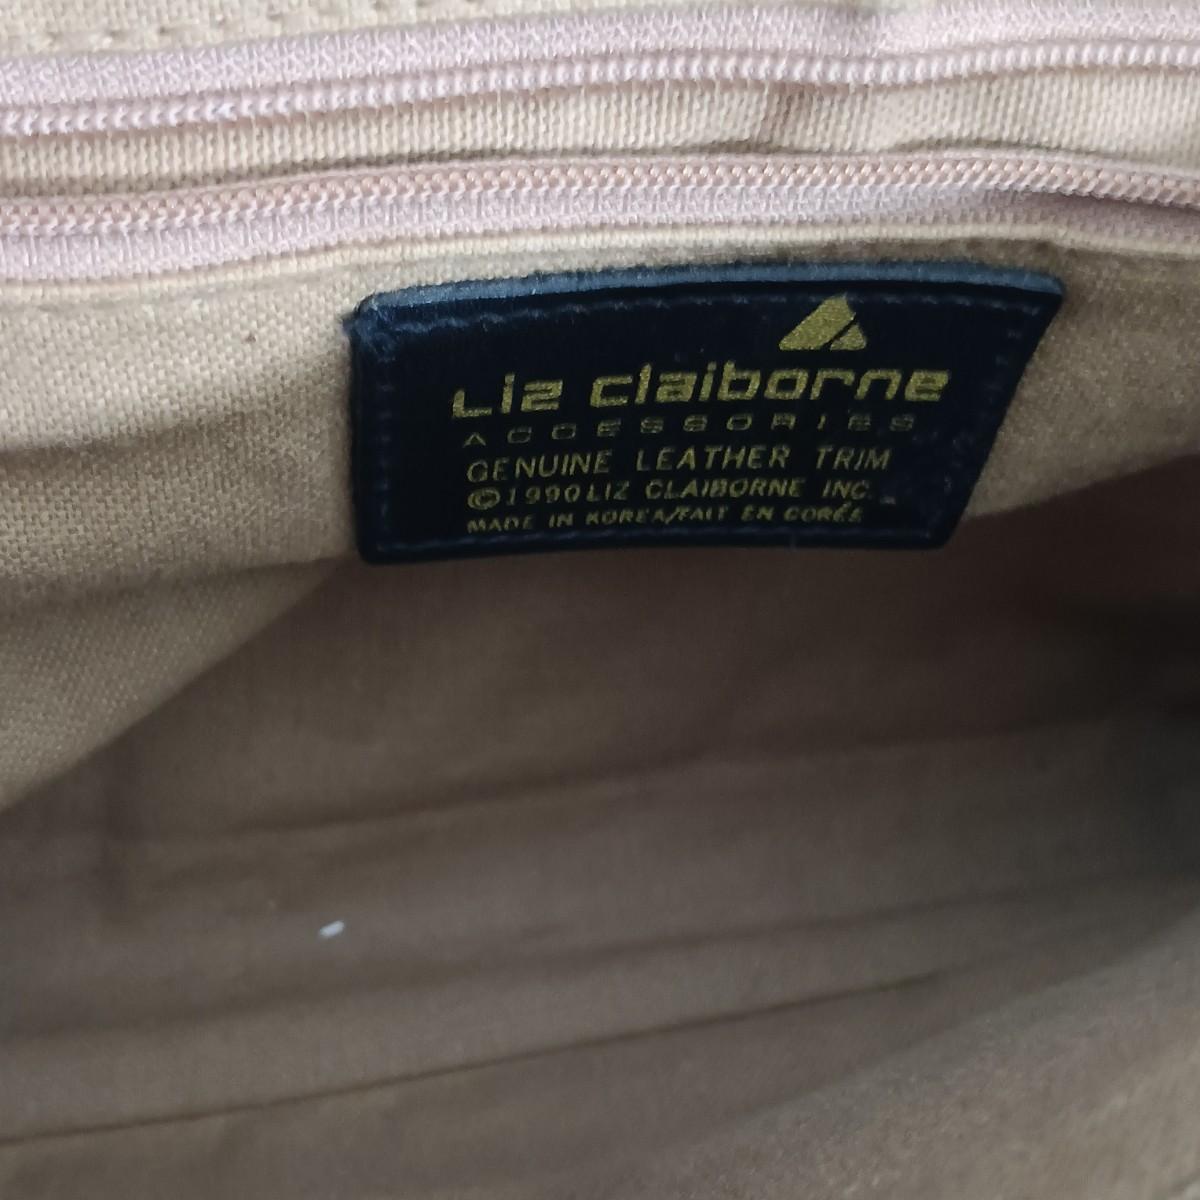 Liz claiborne
ACCESSORIES
GENUINE LEATHER TRIM
©1990 LIZ CLAIBORNE INC.
MADE IN KOREA/FAIT EN CORÉE